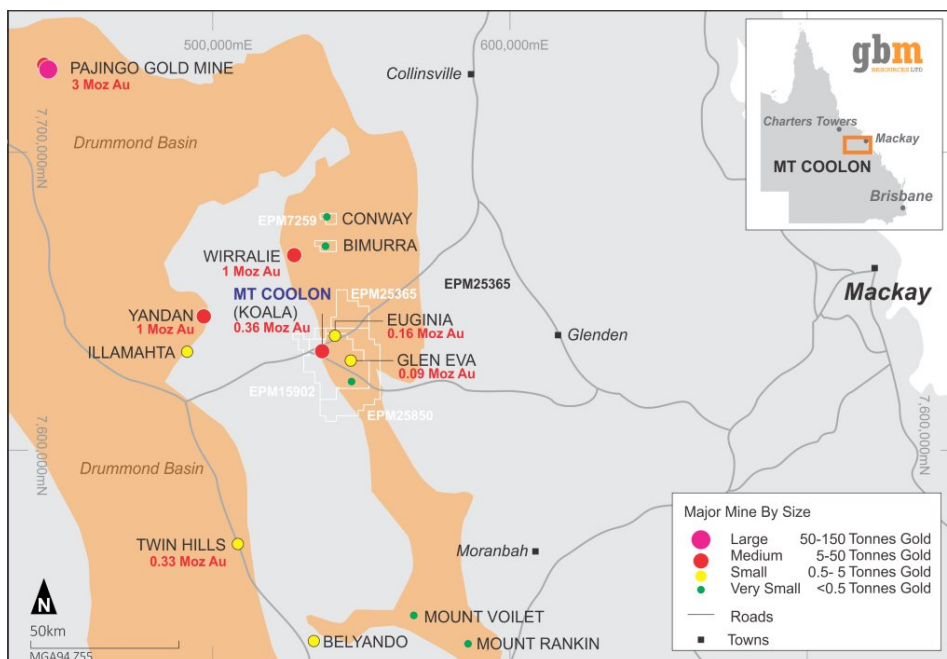 500,000mE
600,000mE
gbm
RESOURCES LTD
PAJINGO GOLD MINE
3 Moz Au
Collinsville
Drummond Basin
7,700,000mN
Charters Towers
Mackay
MT COOLON
Brisbane
EPM7259
CONWAY
BIMURRA
WIRRALIE
1 Moz Au
MT COOLON
(KOALA)
0.36 Moz Au
EPM25365
EPM25365
Mackay
YANDAN
1 Moz Au
EUGINIA
0.16 Moz Au
Glenden
ILLAMAHTA
GLEN EVA
0.09 Moz Au
EPM15902
EPM25850
7,600,000mN
7,600,000mN
Drummond Basin
TWIN HILLS
0.33 Moz Au
Moranbah
Major Mine By Size
Large 50-150 Tonnes Gold
Medium 5-50 Tonnes Gold
Small 0.5- 5 Tonnes Gold
Very Small <0.5 Tonnes Gold
Roads
Towns
N
50km
MGA94.755
MOUNT VOILET
BELYANDO
MOUNT RANKIN